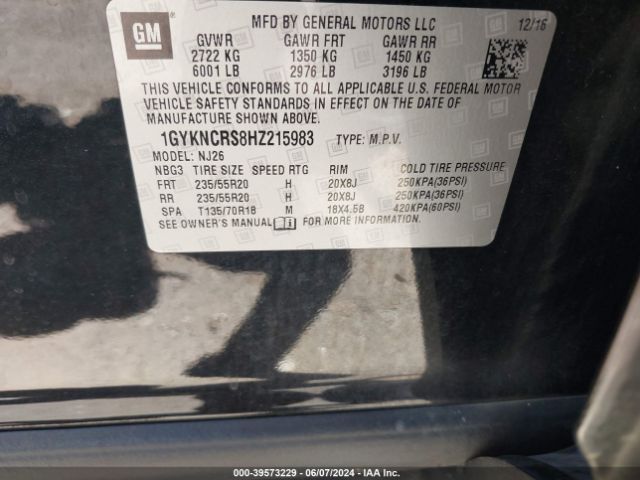 GM
MFD BY GENERAL MOTORS LLC 12/16
GVWR GAWR FRT GAWR RR
2722 KG 1350 KG 1450 KG
6001 LB 2976 LB 3196 LB
THIS VEHICLE CONFORMS TO ALL APPLICABLE U.S. FEDERAL MOTOR
VEHICLE SAFETY STANDARDS IN EFFECT ON THE DATE OF
MANUFACTURE SHOWN ABOVE.
1GYKNCRS8HZ215983 TYPE: M.P.V.
MODEL: NJ26
NBG3 TIRE SIZE SPEED RTG RIM COLD TIRE PRESSURE
FRT 235/55R20 H 20X8J 250KPA(36PSI)
RR 235/55R20 H 20X8J 250KPA(36PSI)
SPA T135/70R18 M 18X4.5B 420KPA(60PSI)
SEE OWNER'S MANUAL FOR MORE INFORMATION
000-39573229 - 06/07/2024 - IAA Inc.